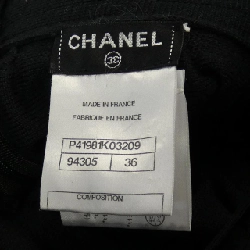 CHANEL
MADE IN FRANCE
FABRIQUE EN FRANCE
P41981K03209
94305 36
COMPOSITION